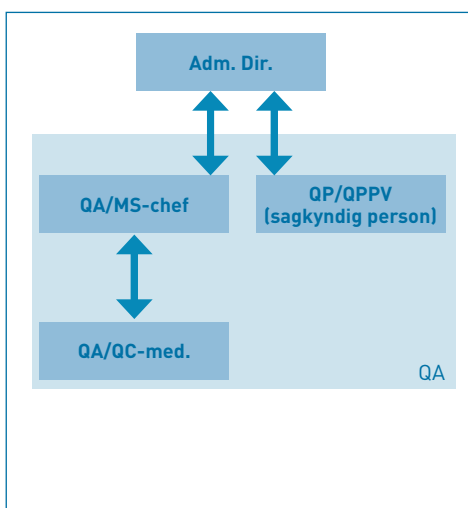 Adm. Dir.
QA/MS-chef
QP/QPPV
(sagkyndig person)
QA/QC-med.
QA